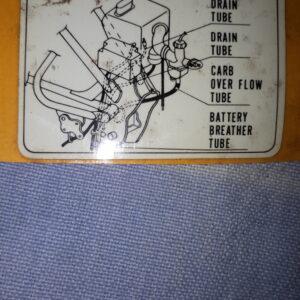 DRAIN
TUBE
DRAIN
TUBE
CARB
OVER FLOW
TUBE
BATTERY
BREATHER
TUBE